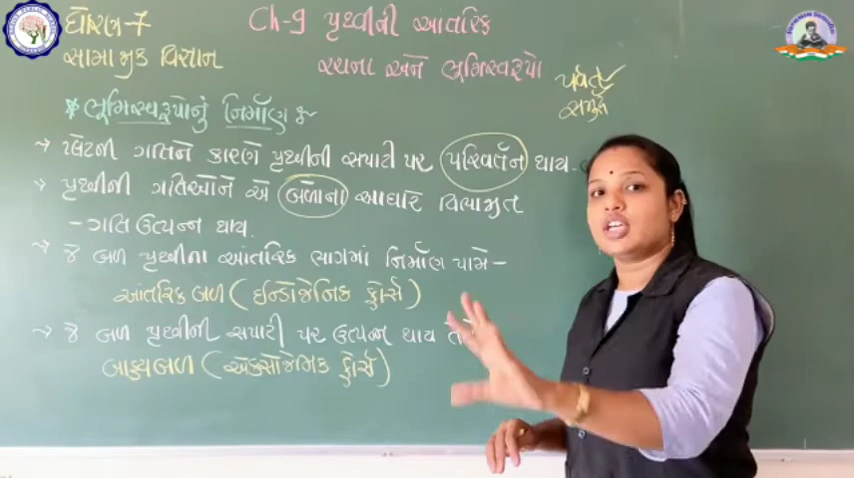 ધોરણ-7
સામાજીક વિજ્ઞાન
Ch-9 પૃથ્વીની આંતરિક
રચના અને ભૂમિસ્વરૂપો
પર્વત
સમુદ્ર
* ભૂમિસ્વરૂપોનું નિર્માણ :-
→ પ્લેટની ગતિને કારણે પૃથ્વીની સપાટી પર પરિવર્તન થાય.
→ પૃથ્વીની ગતિઓને એ બળોના આધારે વિભાજીત
- ગતિ ઉત્પન્ન થાય.
→ જે બળ પૃથ્વીના આંતરિક ભાગમાં નિર્માણ પામે -
આંતરિક બળ ( ઇન્ડોજેનિક ફોર્સ )
→ જે બળ પૃથ્વીની સપાટી પર ઉત્પન્ન થાય તે
બાહ્યબળ ( એક્સોજેનિક ફોર્સ )